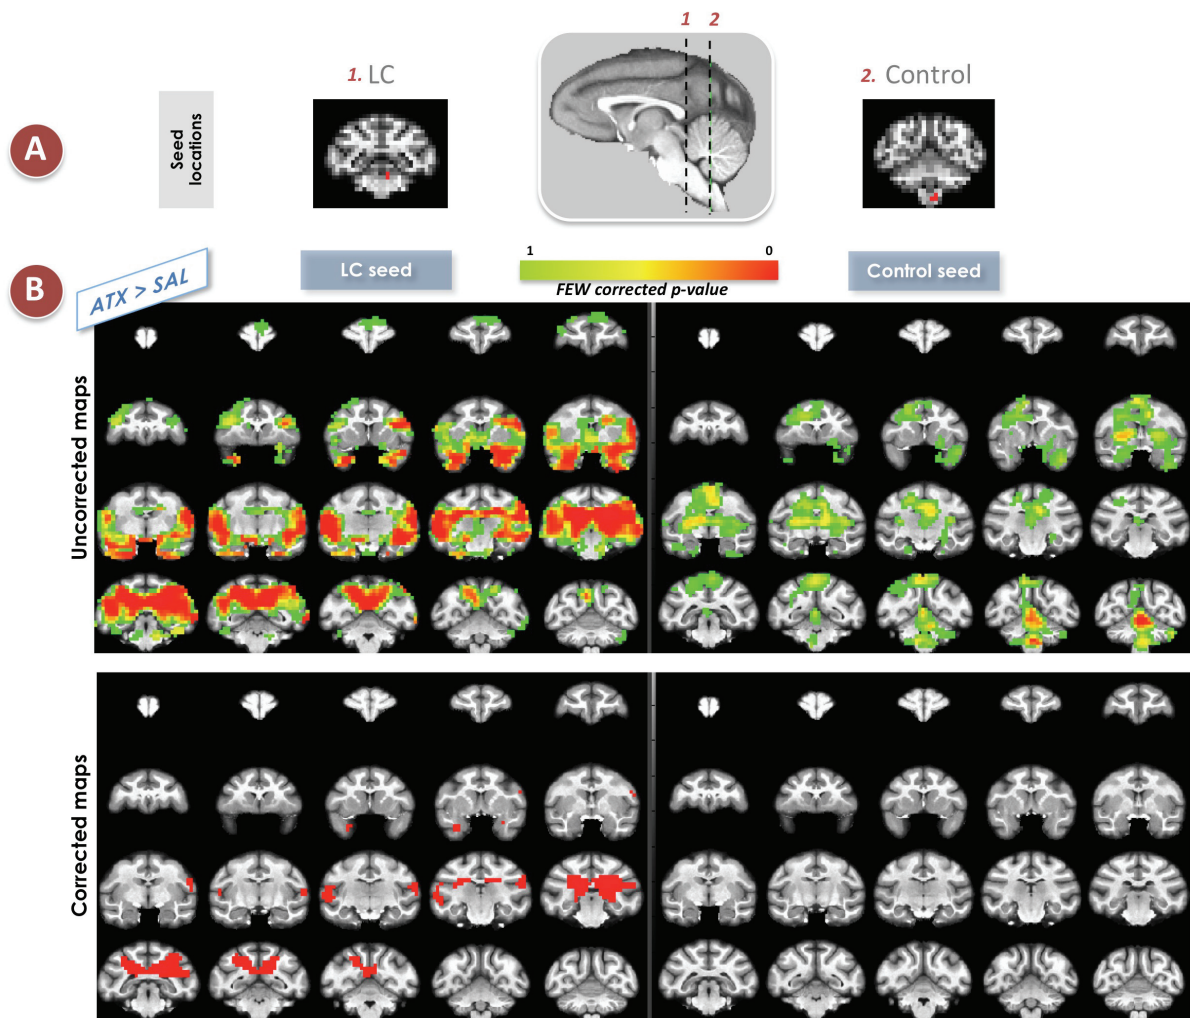 1 2
1. LC
2. Control
A
Seed
locations
B
ATX > SAL
LC seed
1 0
FEW corrected p-value
Control seed
Uncorrected maps
Corrected maps